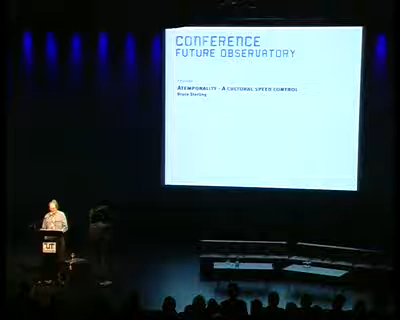 CONFERENCE
FUTURE OBSERVATORY
ATEMPORALITY - A CULTURAL SPEED CONTROL
Bruce Sterling